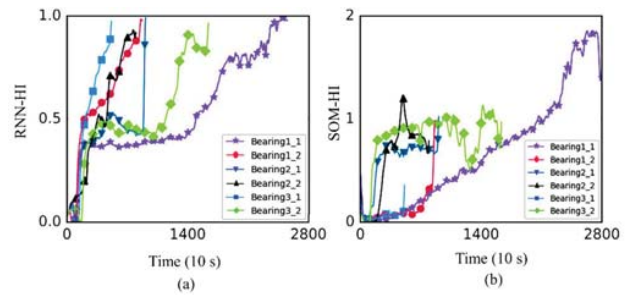 1.0
0.5
0.0
RNN-HI
Bearing1_1
Bearing1_2
Bearing2_1
Bearing2_2
Bearing3_1
Bearing3_2
0
1400
2800
Time (10 s)
(a)
2
1
0
SOM-HI
Bearing1_1
Bearing1_2
Bearing2_1
Bearing2_2
Bearing3_1
Bearing3_2
0
1400
2800
Time (10 s)
(b)